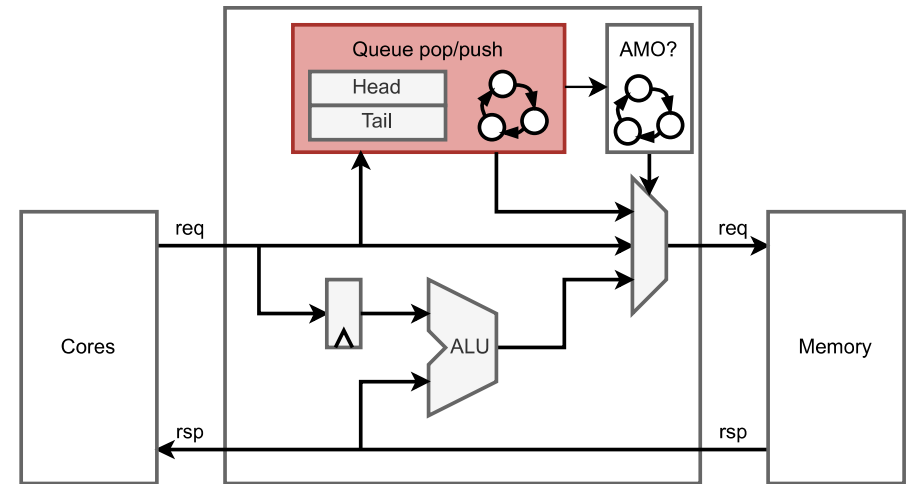 Queue pop/push
AMO?
Head
Tail
req
req
Cores
ALU
Memory
rsp
rsp